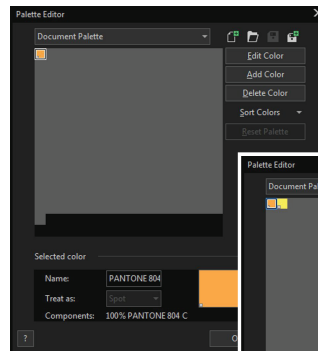 Palette Editor
Document Palette
Edit Color
Add Color
Delete Color
Sort Colors
Reset Palette
Palette Editor
Document Pal
Selected color
Name: PANTONE 804
Treat as: Spot
Components: 100% PANTONE 804 C
?
O